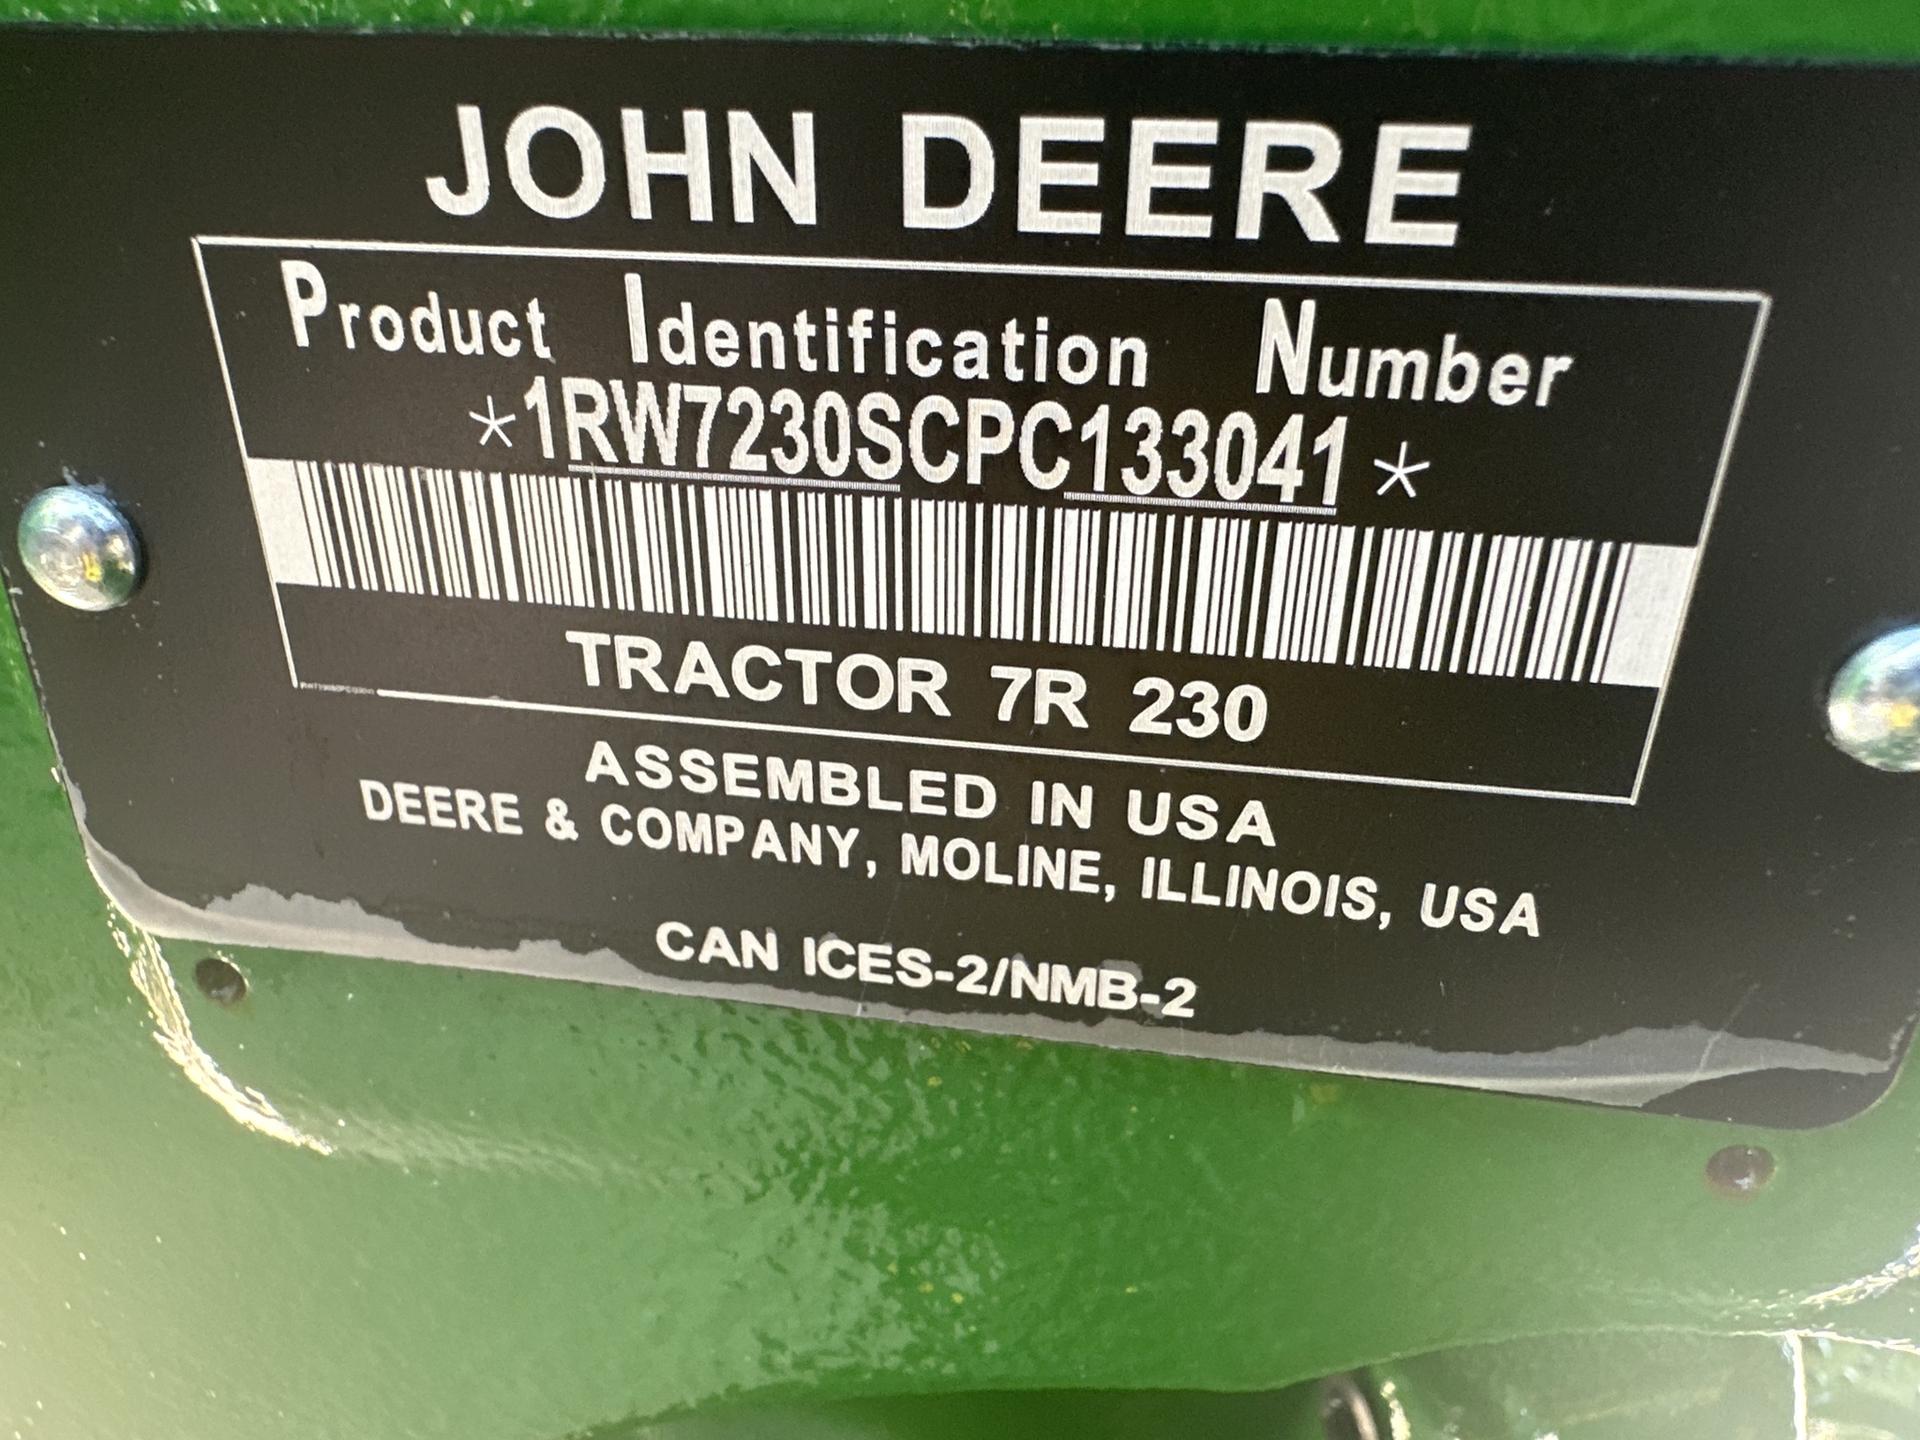 JOHN DEERE
Product Identification Number
*1RW7230SCPC133041*
TRACTOR 7R 230
ASSEMBLED IN USA
DEERE & COMPANY, MOLINE, ILLINOIS, USA
CAN ICES-2/NMB-2